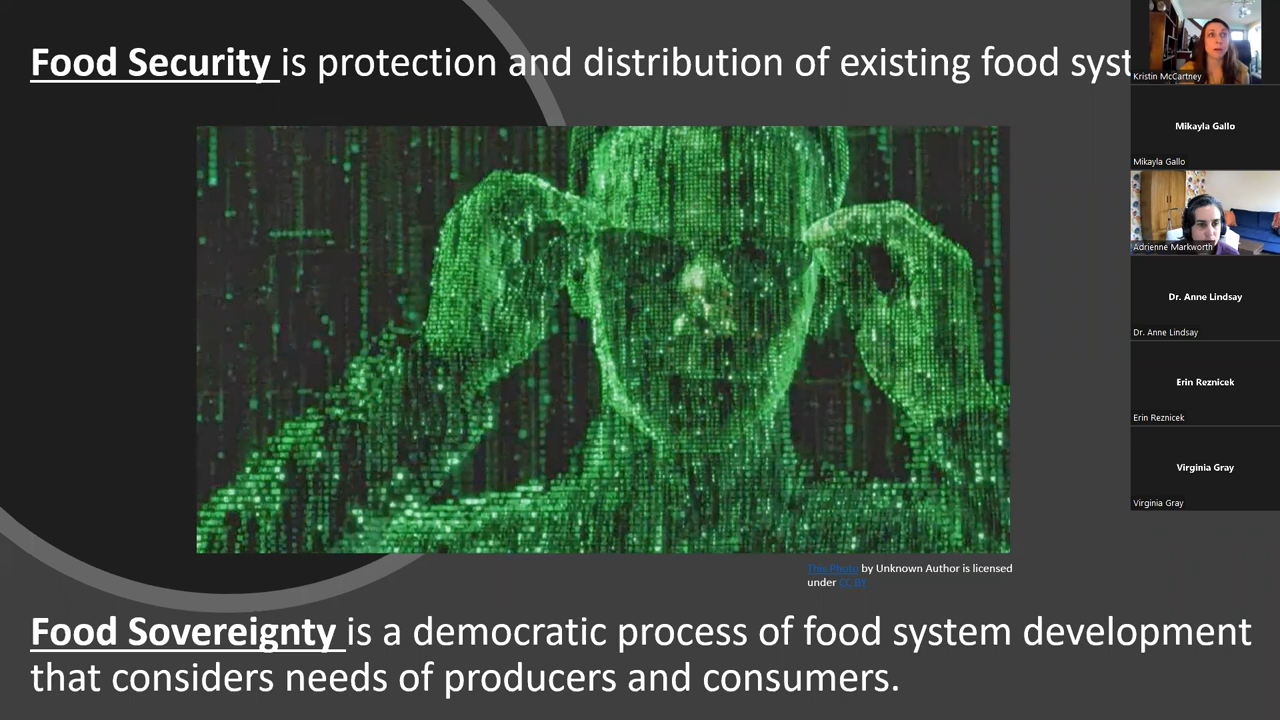 Food Security is protection and distribution of existing food syst
This Photo by Unknown Author is licensed
under CC BY
Food Sovereignty is a democratic process of food system development
that considers needs of producers and consumers.
Kristin McCartney
Mikayla Gallo
Mikayla Gallo
Adrienne Markworth
Dr. Anne Lindsay
Dr. Anne Lindsay
Erin Reznicek
Erin Reznicek
Virginia Gray
Virginia Gray